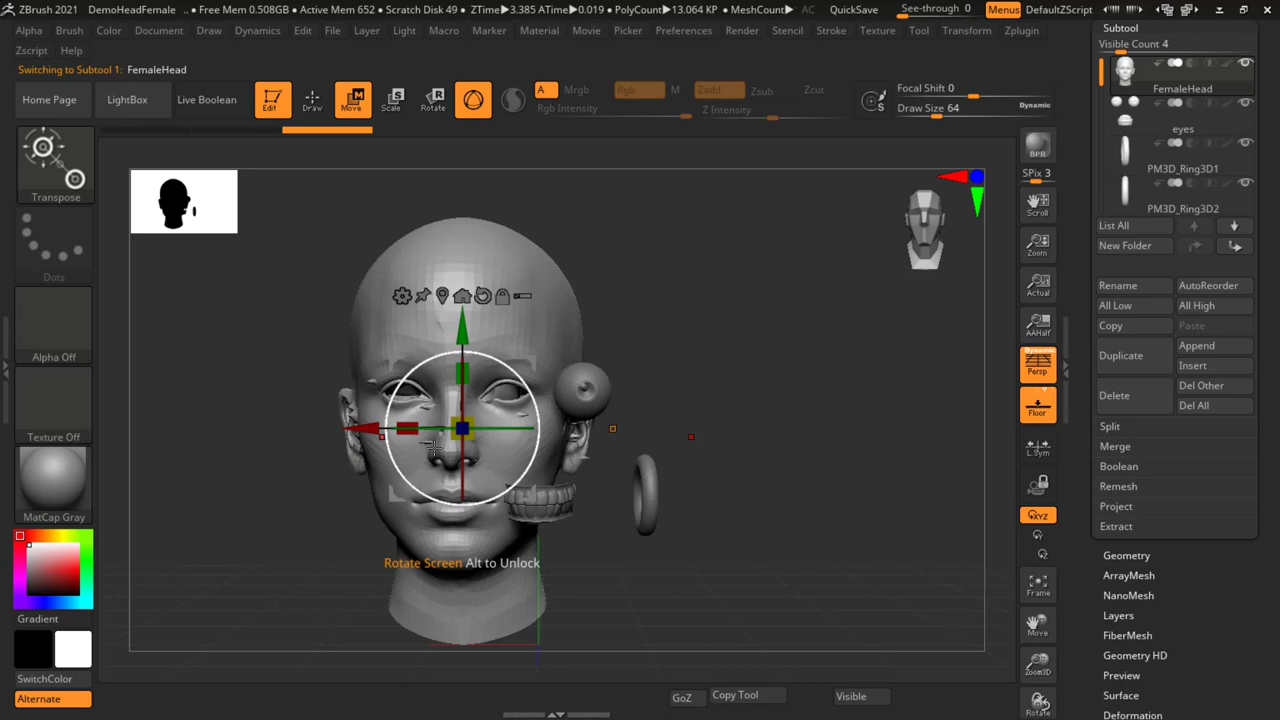 ZBrush 2021 DemoHeadFemale • Free Mem 0.508GB • Active Mem 652 • Scratch Disk 49 • ZTime▶3.385 ATime▶0.019 • PolyCount▶13.064 KP • MeshCount▶ AC QuickSave See-through 0 Menus DefaultZScript
Alpha Brush Color Document Draw Dynamics Edit File Layer Light Macro Marker Material Movie Picker Preferences Render Stencil Stroke Texture Tool Transform Zplugin
Zscript Help
Switching to Subtool 1: FemaleHead
Home Page LightBox Live Boolean Edit Draw Move Scale Rotate
A Mrgb Rgb M Zadd Zsub Zcut
Rgb Intensity Z Intensity
S
Focal Shift 0
Draw Size 64 Dynamic
Transpose
Dots
Alpha Off
Texture Off
MatCap Gray
Gradient
SwitchColor
Alternate
Rotate Screen Alt to Unlock
GoZ Copy Tool Visible
BPR
SPix 3
Scroll
Zoom
Actual
AAHalf
Dynamic
Persp
Floor
L.Sym
XYZ
Y
Z
Frame
Move
Zoom3D
Rotate
Subtool
Visible Count 4
FemaleHead
eyes
PM3D_Ring3D1
PM3D_Ring3D2
List All
New Folder
Rename AutoReorder
All Low All High
Copy Paste
Duplicate Append
Insert
Delete Del Other
Del All
Split
Merge
Boolean
Remesh
Project
Extract
Geometry
ArrayMesh
NanoMesh
Layers
FiberMesh
Geometry HD
Preview
Surface
Deformation